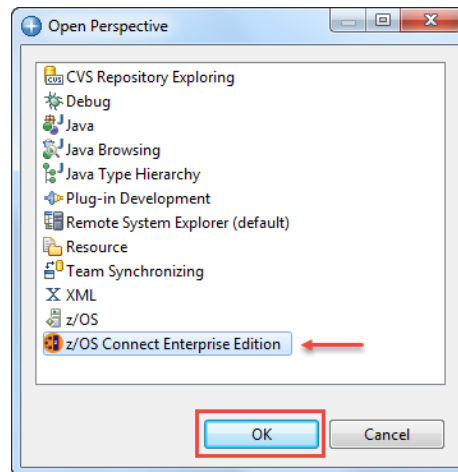 Open Perspective
CVS Repository Exploring
Debug
Java
Java Browsing
Java Type Hierarchy
Plug-in Development
Remote System Explorer (default)
Resource
Team Synchronizing
X XML
z/OS
z/OS Connect Enterprise Edition
OK Cancel